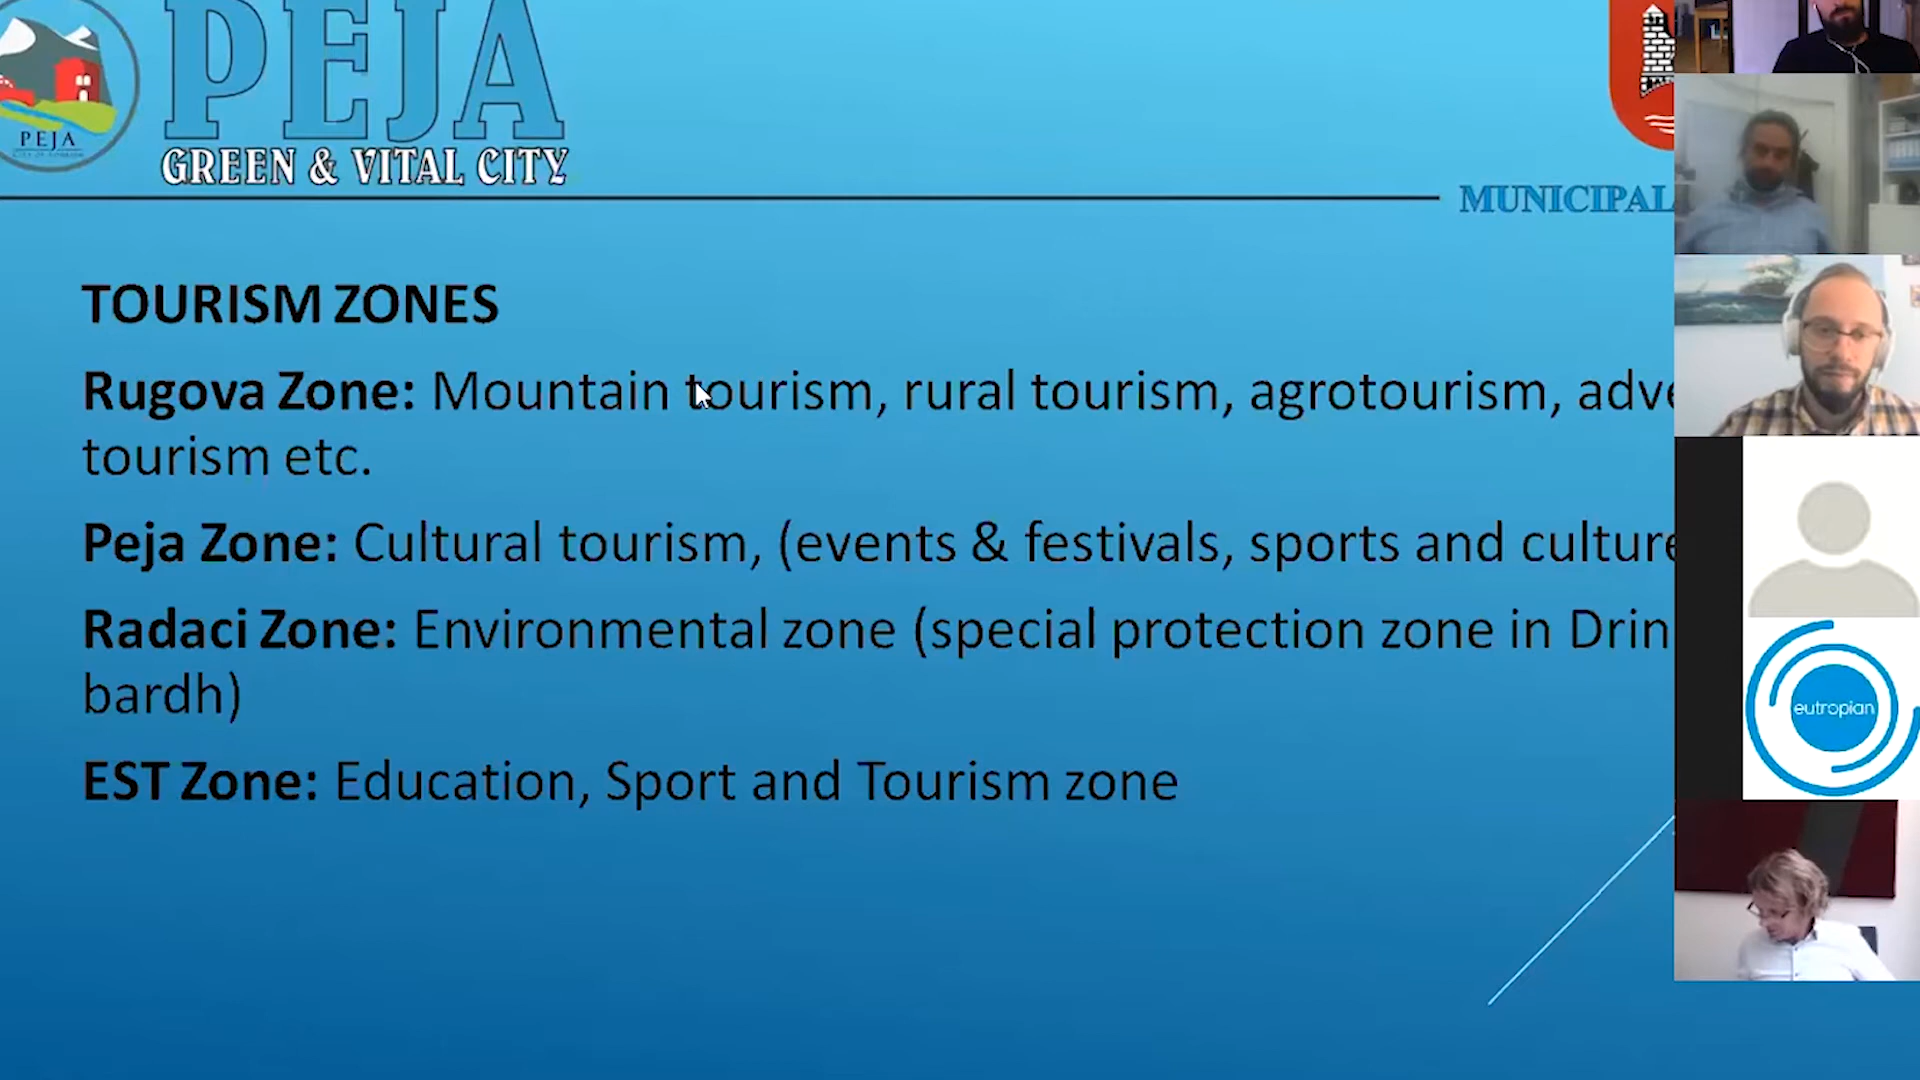 PEJA
GREEN & VITAL CITY
PEJA
MUNICIPAL
TOURISM ZONES
Rugova Zone: Mountain tourism, rural tourism, agrotourism, adve
tourism etc.
Peja Zone: Cultural tourism, (events & festivals, sports and culture
Radaci Zone: Environmental zone (special protection zone in Drin
bardh)
EST Zone: Education, Sport and Tourism zone
eutropian